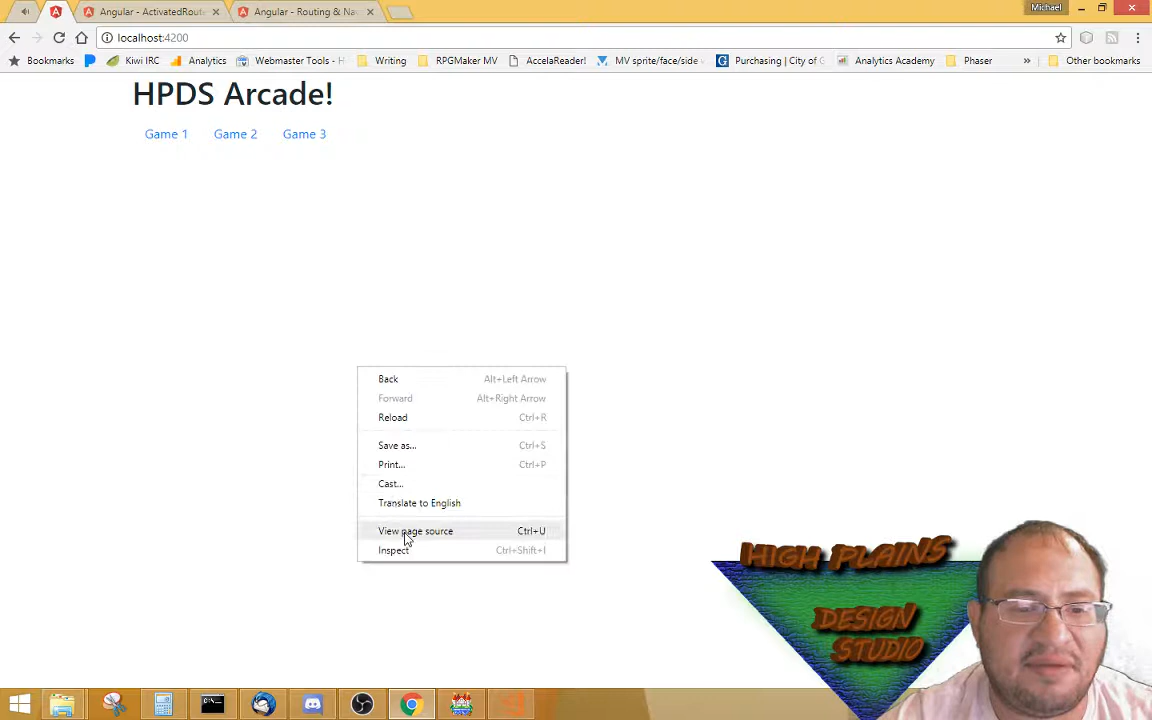 Angular - ActivatedRout
Angular - Routing & Na
Michael
localhost:4200
Bookmarks
Kiwi IRC
Analytics
Webmaster Tools - H
Writing
RPGMaker MV
AccelaReader!
MV sprite/face/side
Purchasing | City of G
Analytics Academy
Phaser
»
Other bookmarks
HPDS Arcade!
Game 1 Game 2 Game 3
Back Alt+Left Arrow
Forward Alt+Right Arrow
Reload Ctrl+R
Save as... Ctrl+S
Print... Ctrl+P
Cast...
Translate to English
View page source Ctrl+U
Inspect Ctrl+Shift+I
HIGH PLAINS
DESIGN
STUDIO